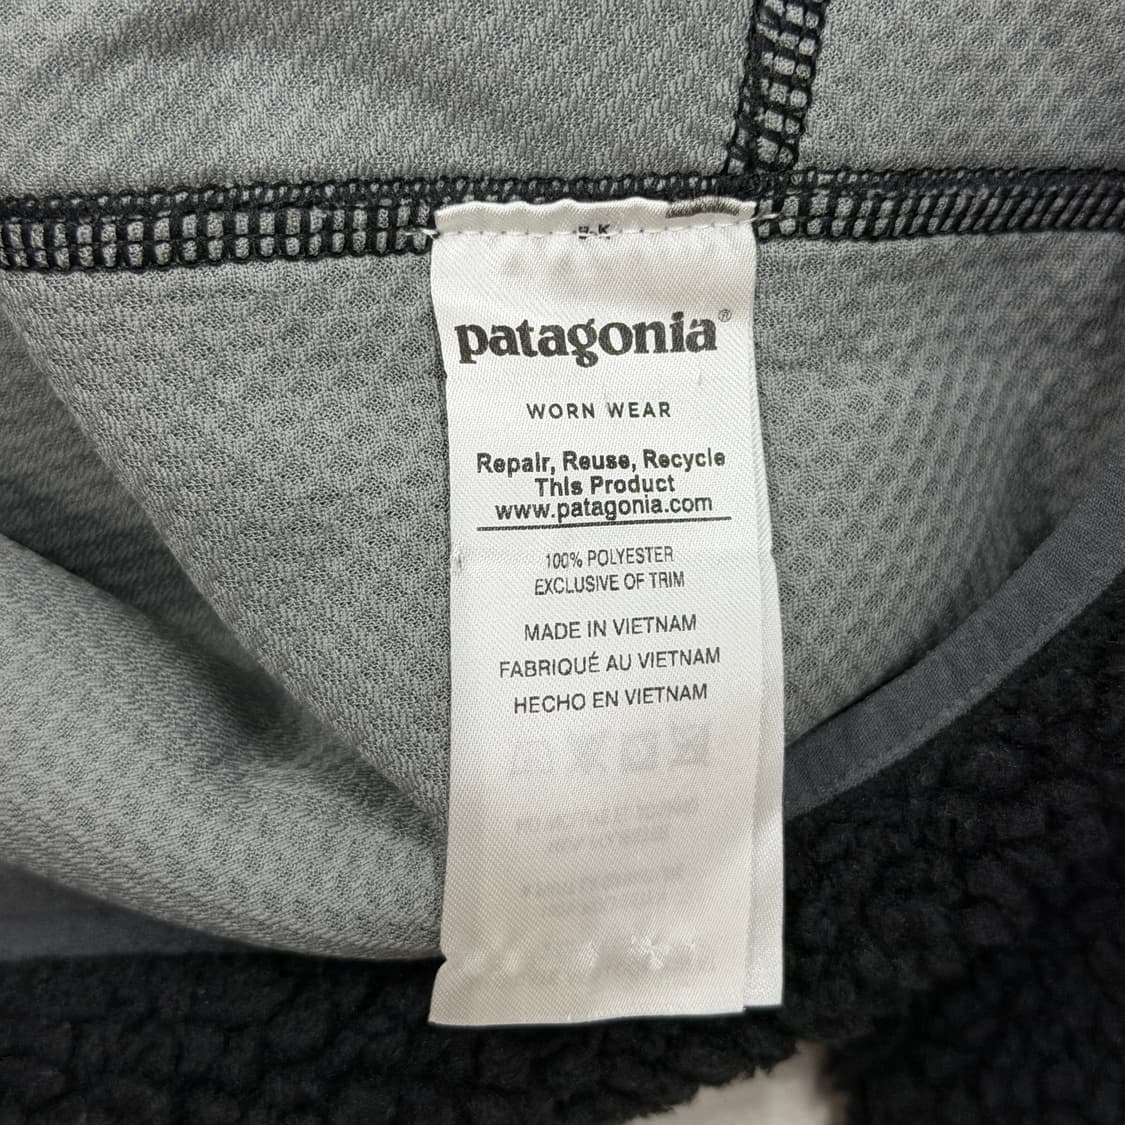 patagonia®
WORN WEAR
Repair, Reuse, Recycle
This Product
www.patagonia.com
100% POLYESTER
EXCLUSIVE OF TRIM
MADE IN VIETNAM
FABRIQUÉ AU VIETNAM
HECHO EN VIETNAM